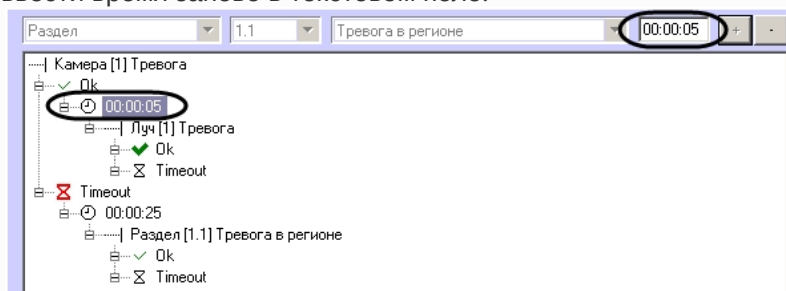 ввести время заново в текстовом поле.
Раздел 1.1 Тревога в регионе 00:00:05 + -
Камера [1] Тревога
Ok
00:00:05
Луч [1] Тревога
Ok
Timeout
Timeout
00:00:25
Раздел [1.1] Тревога в регионе
Ok
Timeout